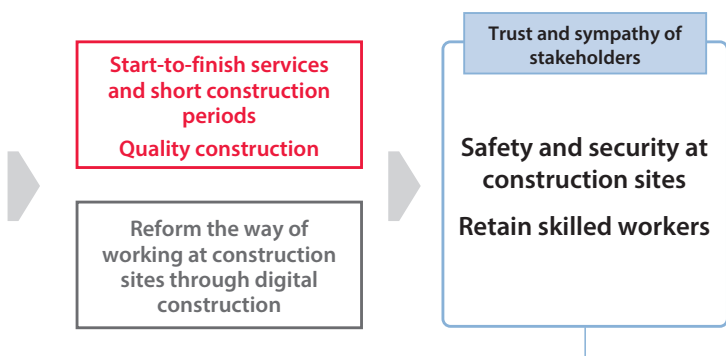 Start-to-finish services
and short construction
periods
Quality construction
Reform the way of
working at construction
sites through digital
construction
Trust and sympathy of
stakeholders
Safety and security at
construction sites
Retain skilled workers